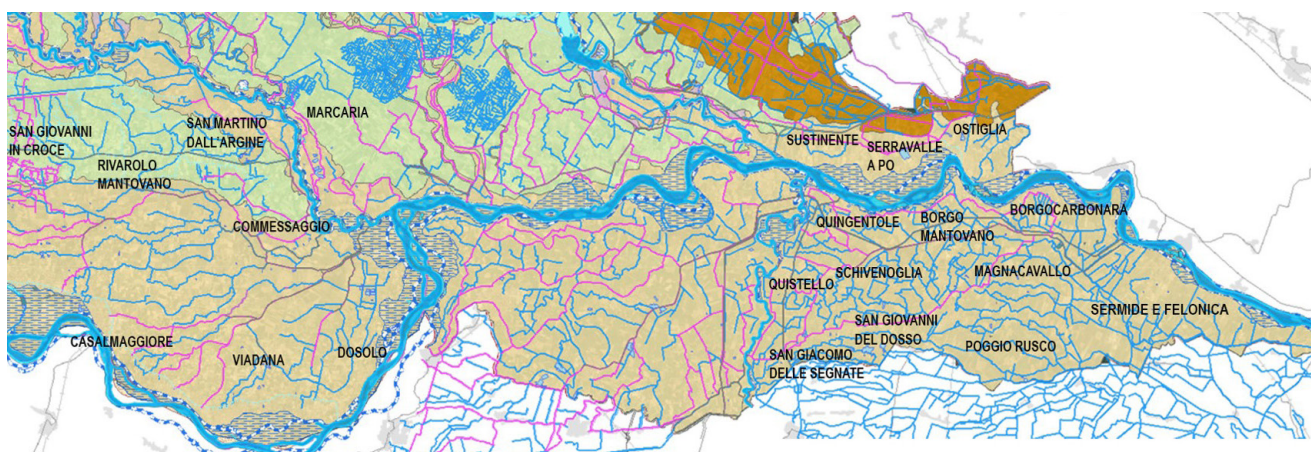 SAN GIOVANNI
IN CROCE
RIVAROLO
MANTOVANO
SAN MARTINO
DALL'ARGINE
MARCARIA
COMMESSAGGIO
CASALMAGGIORE
VIADANA
DOSOLO
SUSTINENTE
SERRAVALLE
A PO
OSTIGLIA
QUINGENTOLE
BORGO
MANTOVANO
BORGOCARBONARA
QUISTELLO
SCHIVENOGLIA
MAGNACAVALLO
SERMIDE E FELONICA
SAN GIOVANNI
DEL DOSSO
POGGIO RUSCO
SAN GIACOMO
DELLE SEGNATE